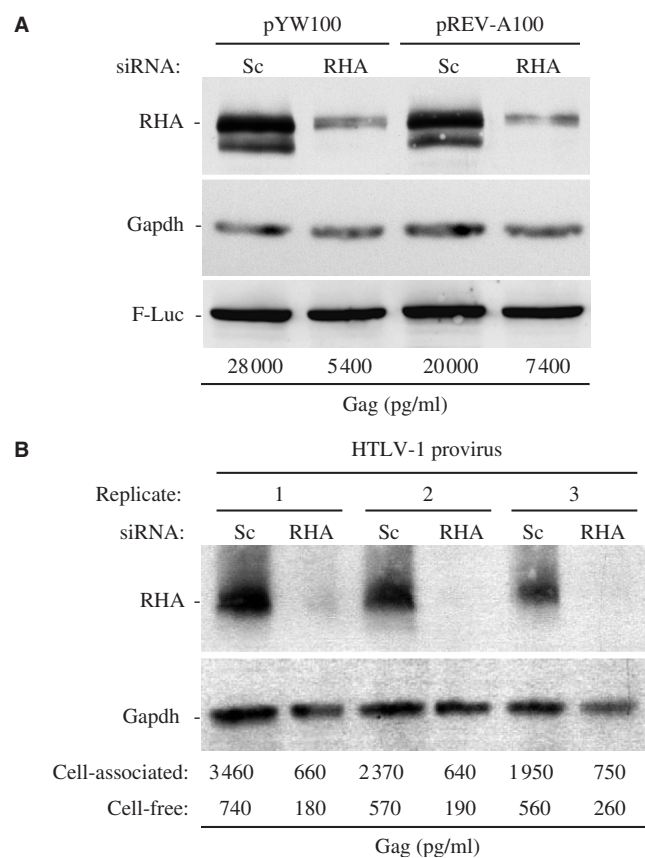 A
pYW100 pREV-A100
siRNA: Sc RHA Sc RHA
RHA -
Gapdh -
F-Luc -
28000 5400 20000 7400
Gag (pg/ml)
B
HTLV-1 provirus
Replicate: 1 2 3
siRNA: Sc RHA Sc RHA Sc RHA
RHA -
Gapdh -
Cell-associated: 3460 660 2370 640 1950 750
Cell-free: 740 180 570 190 560 260
Gag (pg/ml)